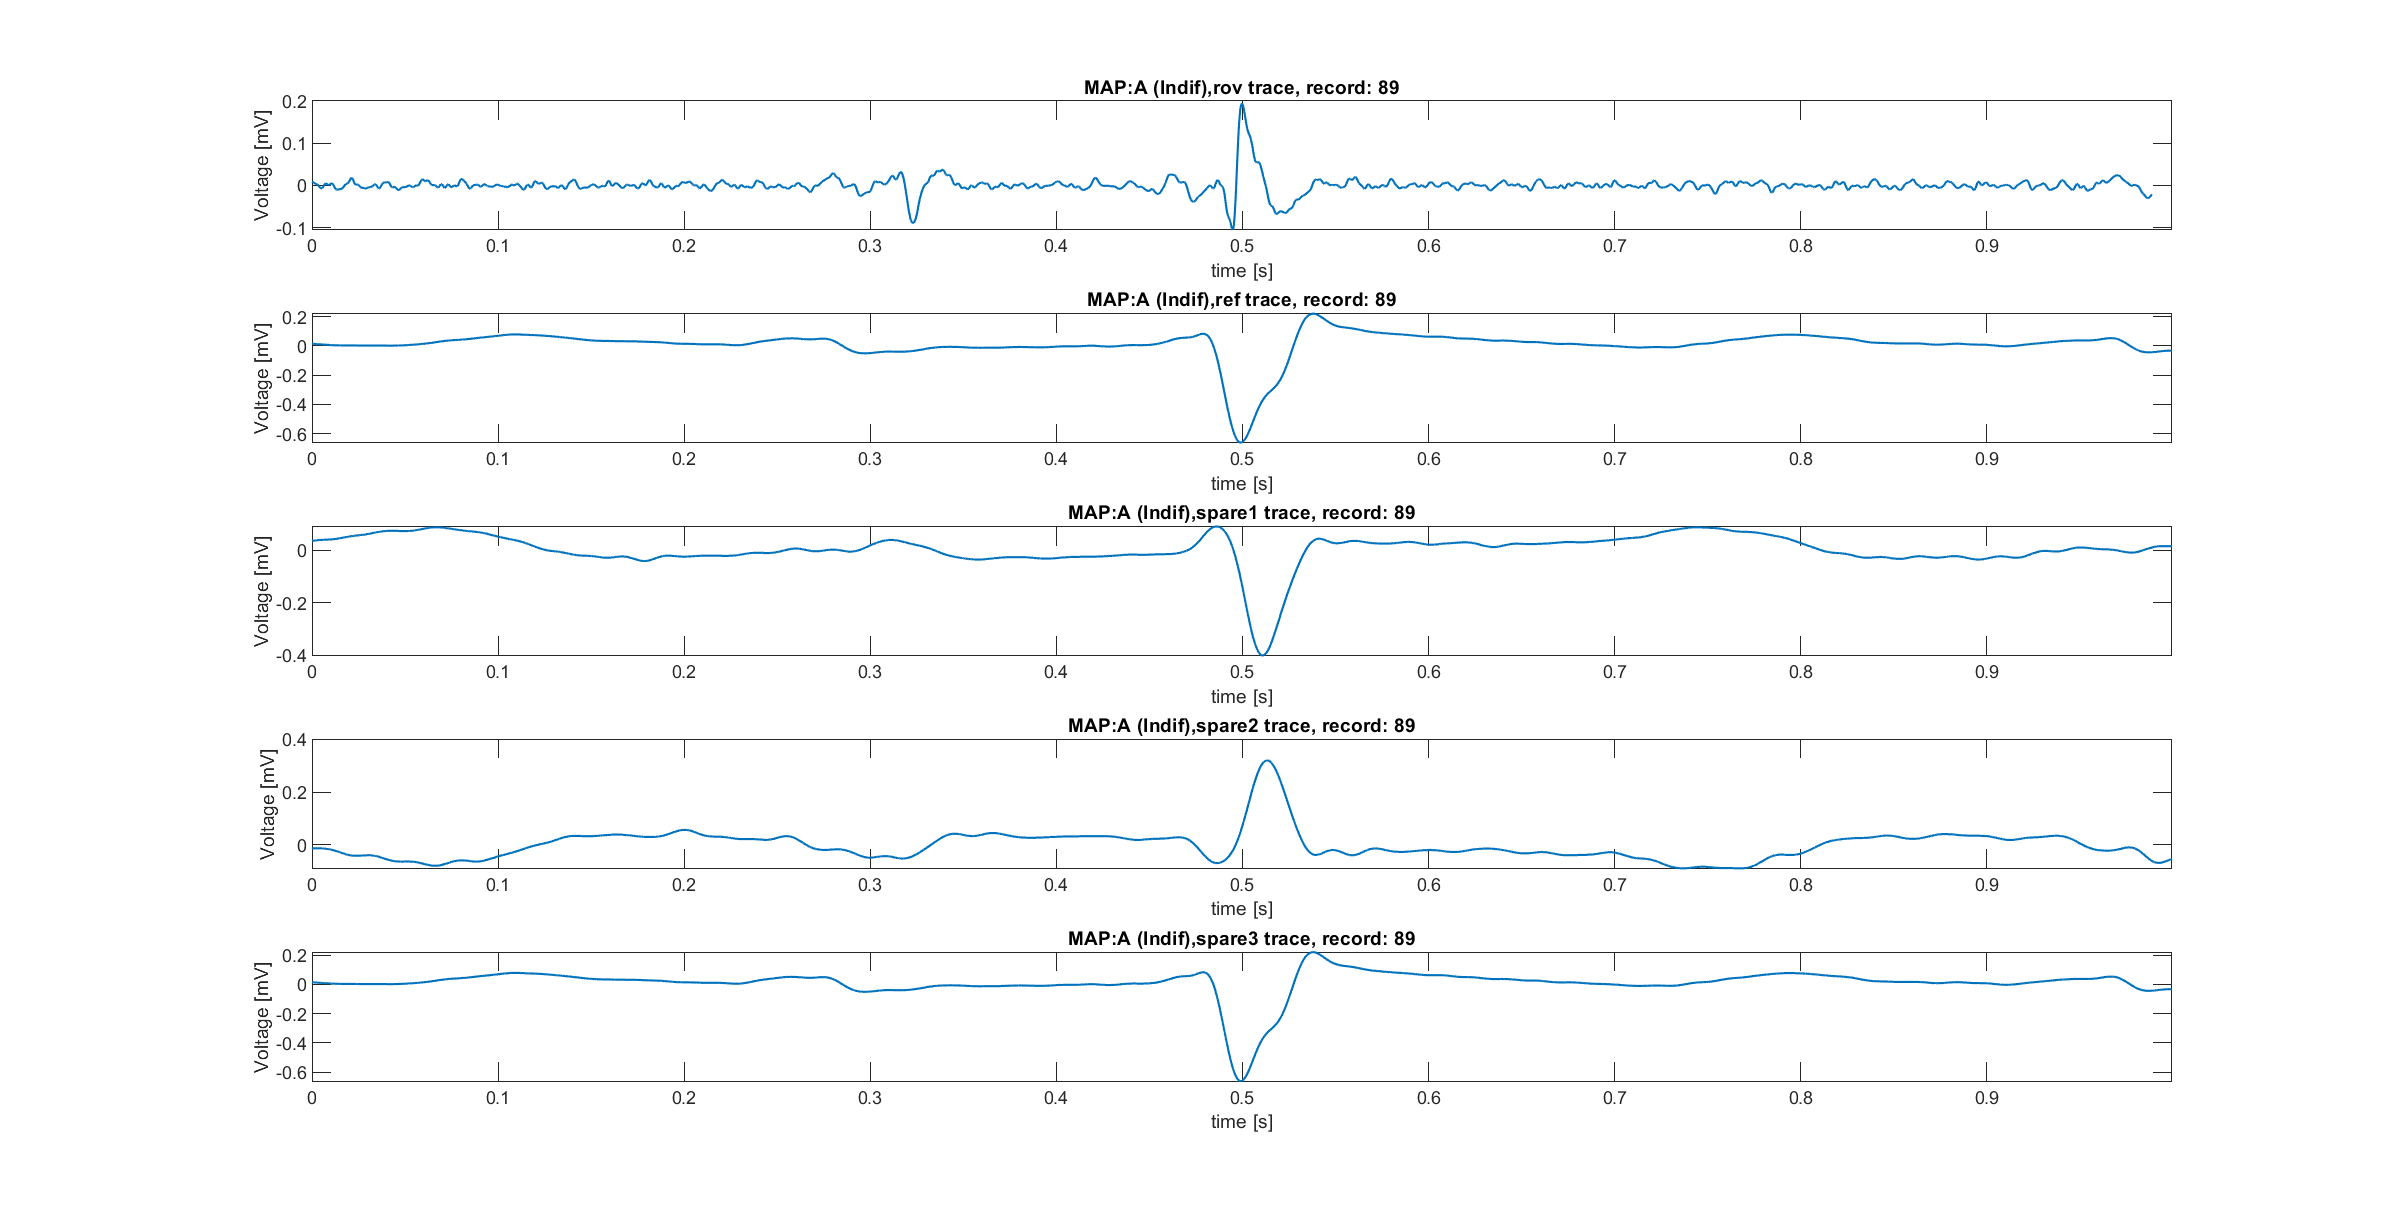 MAP:A (Indif),rov trace, record: 89
Voltage [mV]
0.2
0.1
0
-0.1
0 0.1 0.2 0.3 0.4 0.5 0.6 0.7 0.8 0.9
time [s]
MAP:A (Indif),ref trace, record: 89
Voltage [mV]
0.2
0
-0.2
-0.4
-0.6
0 0.1 0.2 0.3 0.4 0.5 0.6 0.7 0.8 0.9
time [s]
MAP:A (Indif),spare1 trace, record: 89
Voltage [mV]
0
-0.2
-0.4
0 0.1 0.2 0.3 0.4 0.5 0.6 0.7 0.8 0.9
time [s]
MAP:A (Indif),spare2 trace, record: 89
Voltage [mV]
0.4
0.2
0
0 0.1 0.2 0.3 0.4 0.5 0.6 0.7 0.8 0.9
time [s]
MAP:A (Indif),spare3 trace, record: 89
Voltage [mV]
0.2
0
-0.2
-0.4
-0.6
0 0.1 0.2 0.3 0.4 0.5 0.6 0.7 0.8 0.9
time [s]